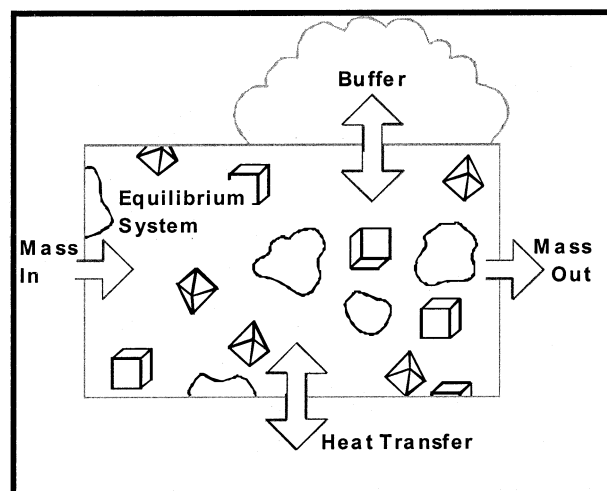 Buffer
Equilibrium
System
Mass
In
Mass
Out
Heat Transfer